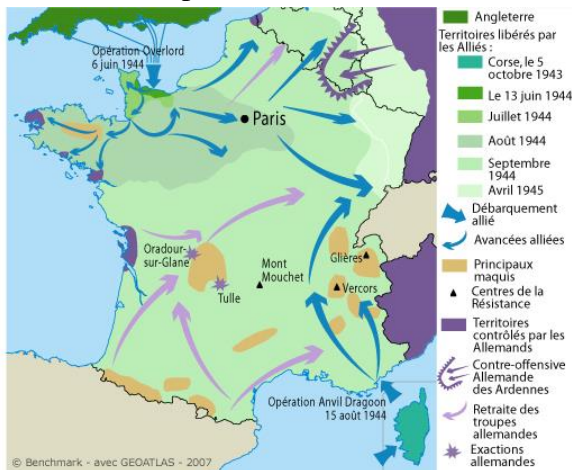 Opération Overlord
6 juin 1944
Paris
Oradour-
sur-Glane
Tulle
Mont
Mouchet
Glières
Vercors
Opération Anvil Dragoon
15 août 1944
© Benchmark - avec GEOATLAS - 2007
Angleterre
Territoires libérés par
les Alliés :
Corse, le 5
octobre 1943
Le 13 juin 1944
Juillet 1944
Août 1944
Septembre
1944
Avril 1945
Débarquement
allié
Avancées alliées
Principaux
maquis
Centres de la
Résistance
Territoires
contrôlés par les
Allemands
Contre-offensive
Allemande
des Ardennes
Retraite des
troupes
allemandes
Exactions
allemandes